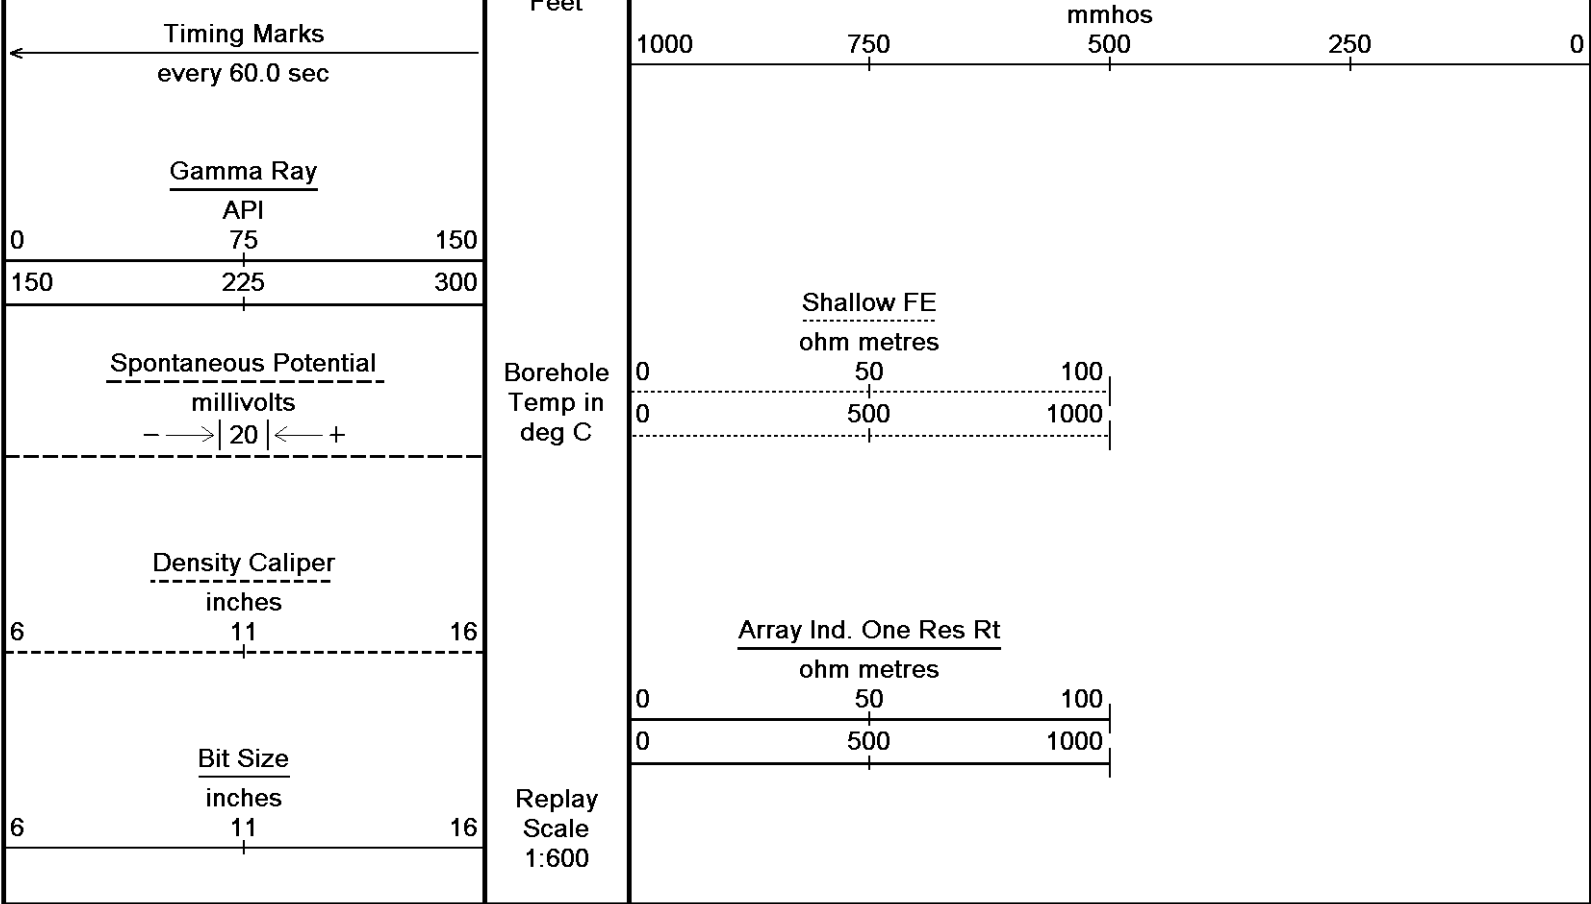 Timing Marks
every 60.0 sec
Gamma Ray
API
0 75 150
150 225 300
Spontaneous Potential
millivolts
− 20 +
Density Caliper
inches
6 11 16
Bit Size
inches
6 11 16
Feet
Borehole
Temp in
deg C
Replay
Scale
1:600
mmhos
1000 750 500 250 0
Shallow FE
ohm metres
0 50 100
0 500 1000
Array Ind. One Res Rt
ohm metres
0 50 100
0 500 1000